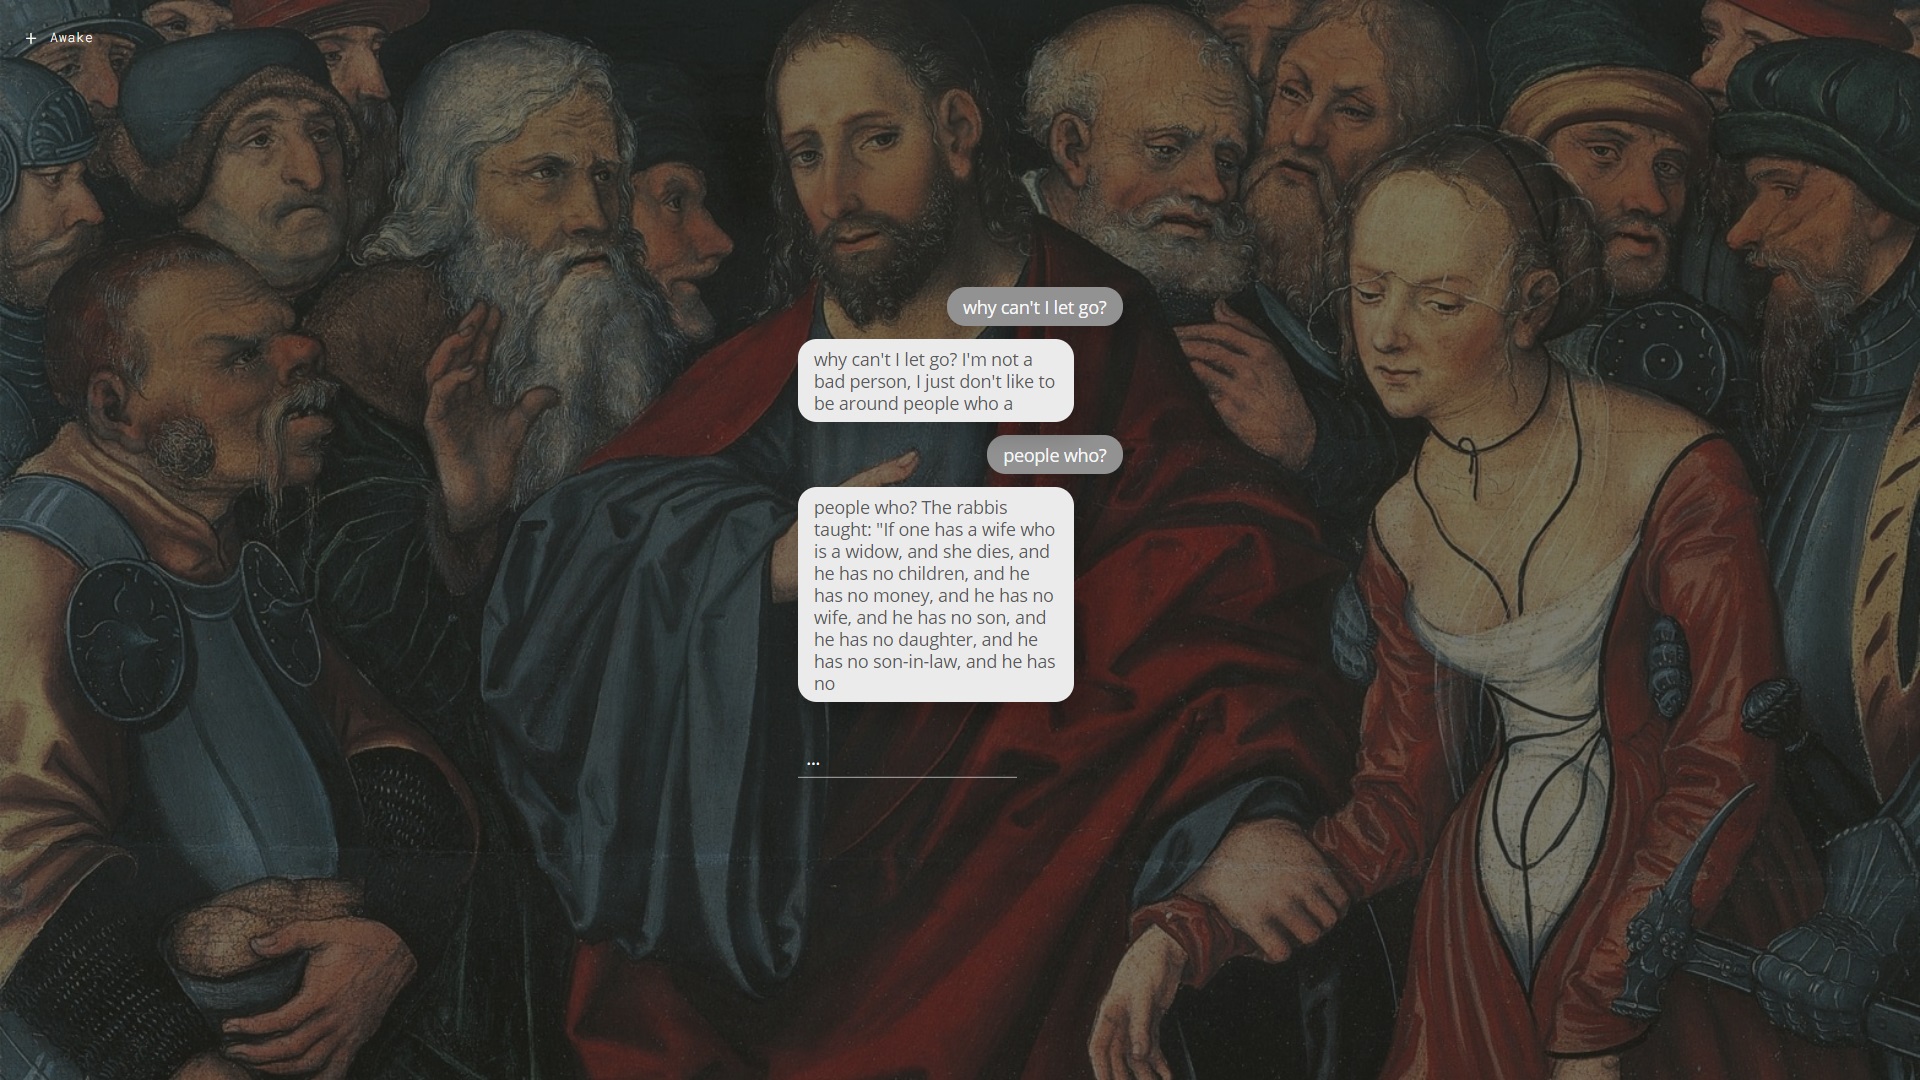 + Awake
why can't I let go?
why can't I let go? I'm not a
bad person, I just don't like to
be around people who a
people who?
people who? The rabbis
taught: "If one has a wife who
is a widow, and she dies, and
he has no children, and he
has no money, and he has no
wife, and he has no son, and
he has no daughter, and he
has no son-in-law, and he has
no
...